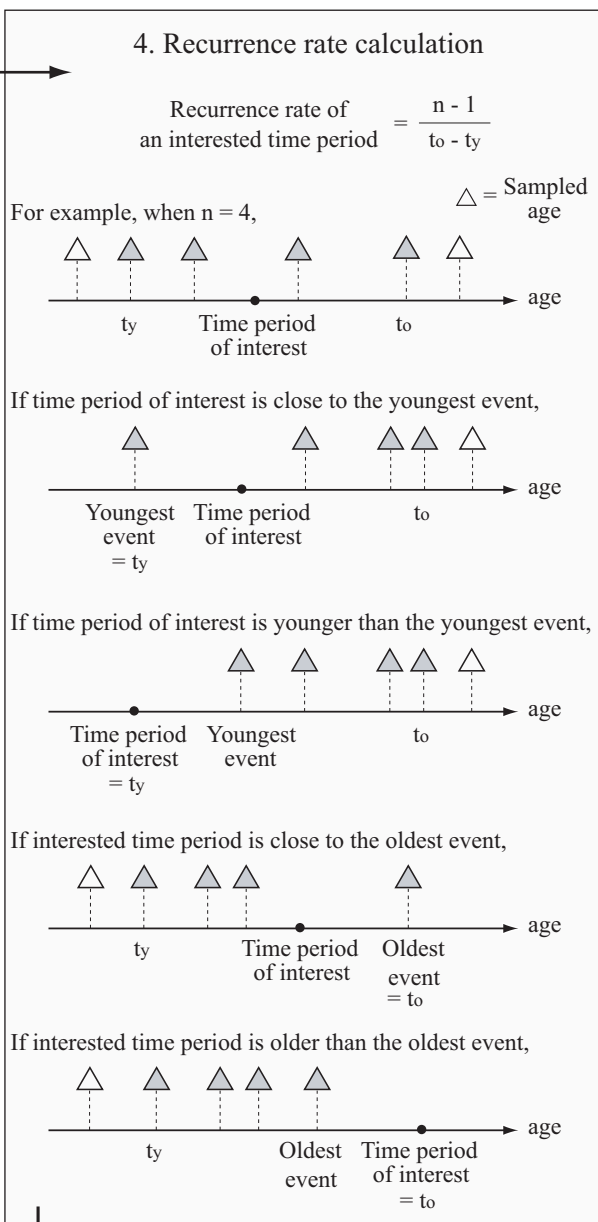 4. Recurrence rate calculation
Recurrence rate of
an interested time period = n - 1
to - ty
△ = Sampled
age
For example, when n = 4,
age
ty Time period
of interest
to
If time period of interest is close to the youngest event,
age
Youngest
event
= ty
Time period
of interest
to
If time period of interest is younger than the youngest event,
age
Time period
of interest
= ty
Youngest
event
to
If interested time period is close to the oldest event,
age
ty
Time period
of interest
Oldest
event
= to
If interested time period is older than the oldest event,
age
ty
Oldest
event
Time period
of interest
= to